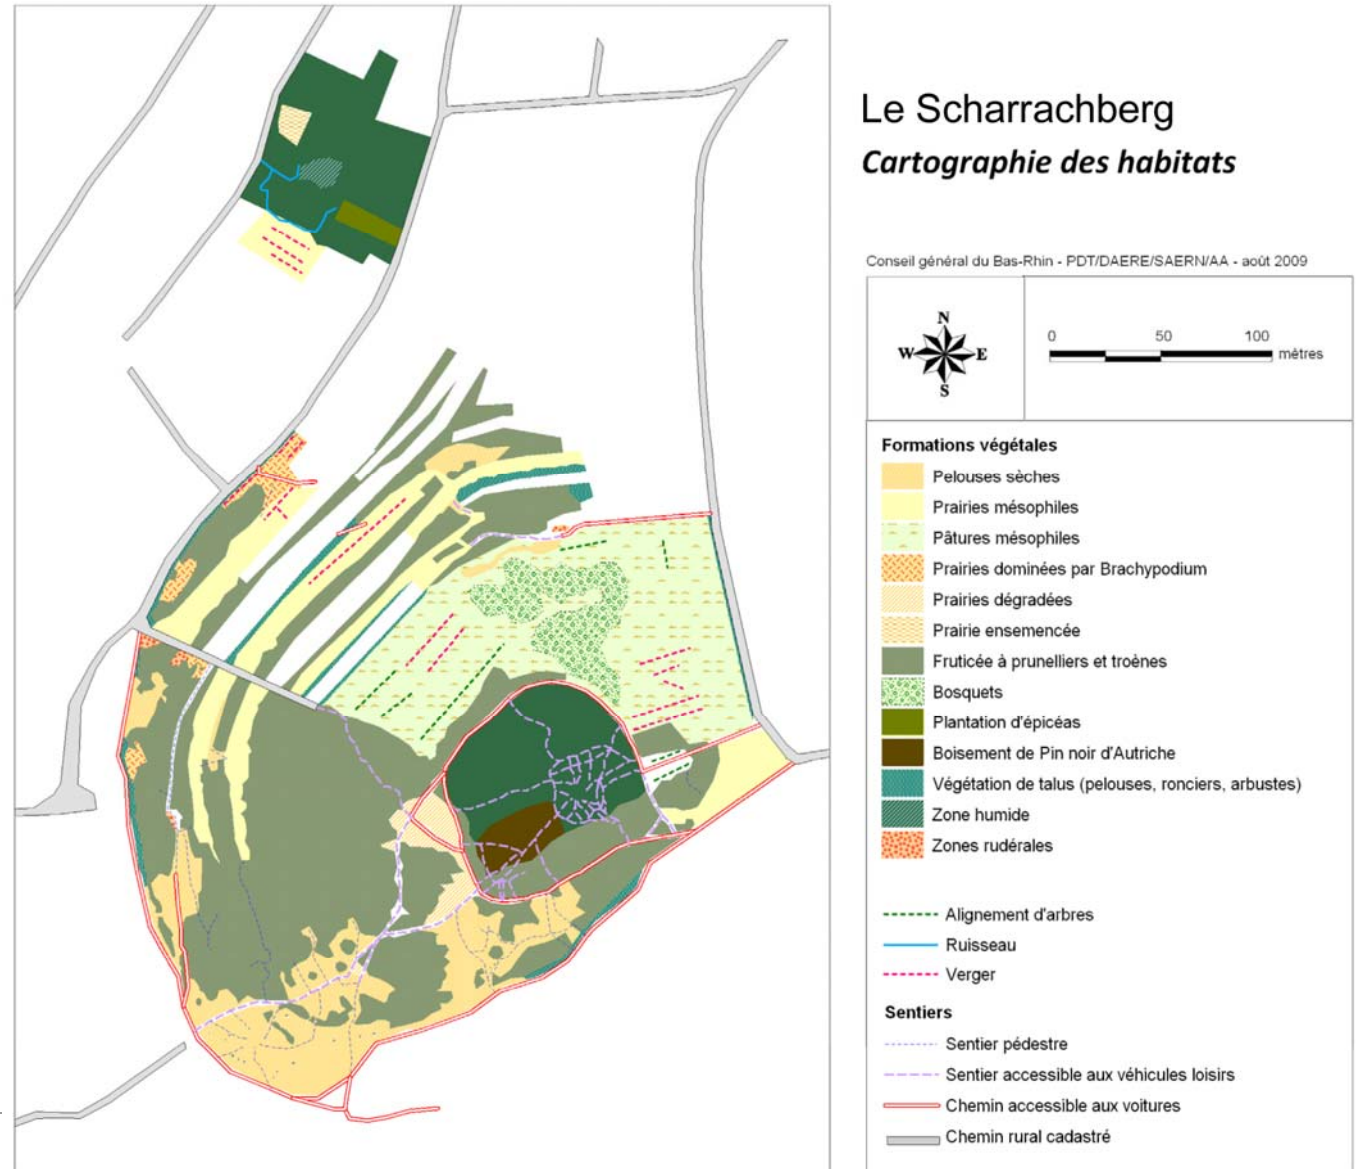 Le Scharrachberg
Cartographie des habitats
Conseil général du Bas-Rhin - PDT/DAERE/SAERN/AA - août 2009
N
W E
S
0 50 100
mètres
Formations végétales
Pelouses sèches
Prairies mésophiles
Pâtures mésophiles
Prairies dominées par Brachypodium
Prairies dégradées
Prairie ensemencée
Fruticée à prunelliers et troènes
Bosquets
Plantation d'épicéas
Boisement de Pin noir d'Autriche
Végétation de talus (pelouses, ronciers, arbustes)
Zone humide
Zones rudérales
Alignement d'arbres
Ruisseau
Verger
Sentiers
Sentier pédestre
Sentier accessible aux véhicules loisirs
Chemin accessible aux voitures
Chemin rural cadastré